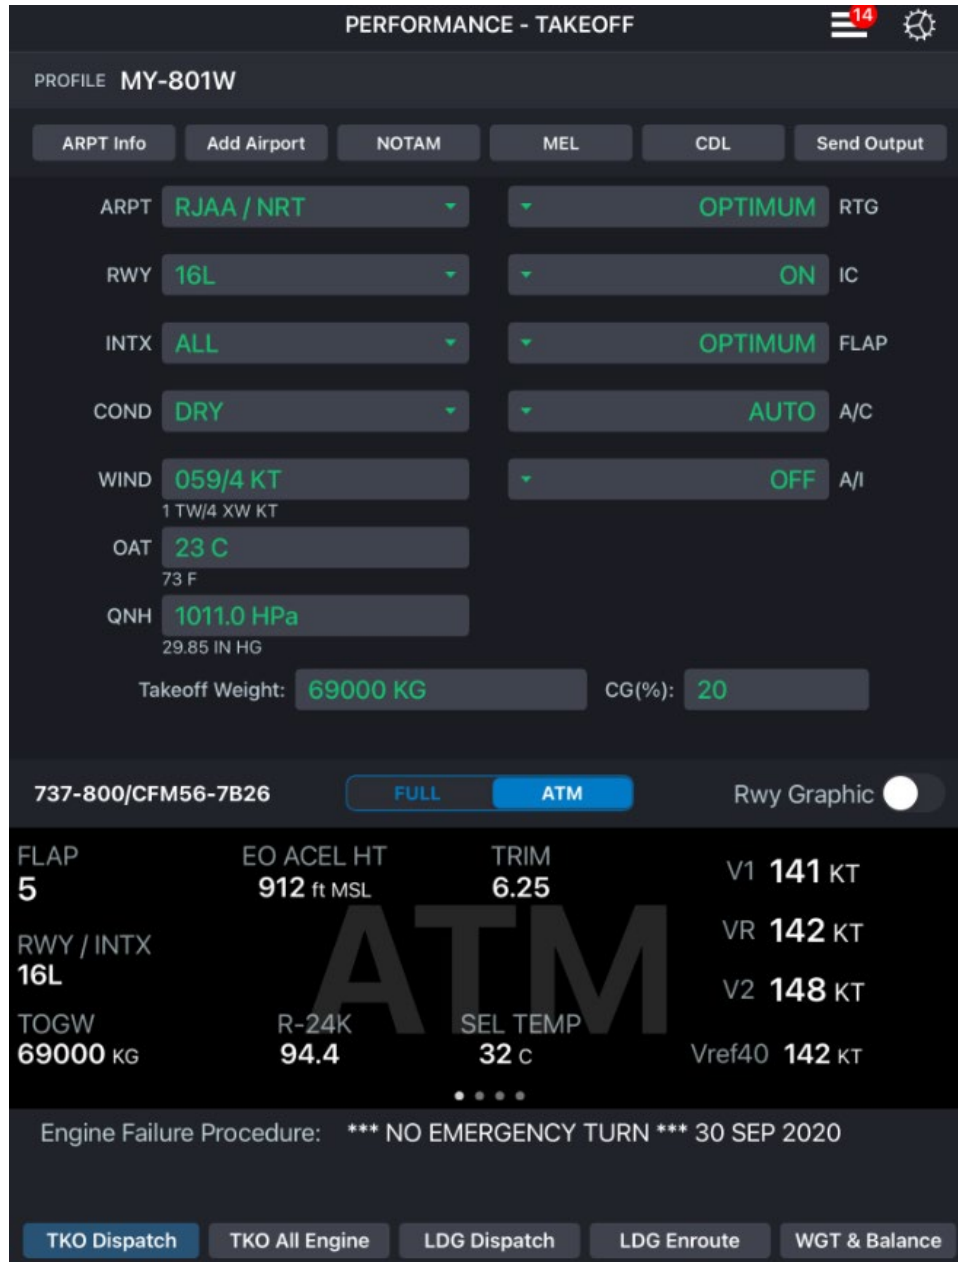 PERFORMANCE - TAKEOFF 14
PROFILE MY-801W
ARPT Info Add Airport NOTAM MEL CDL Send Output
ARPT RJAA / NRT OPTIMUM RTG
RWY 16L ON IC
INTX ALL OPTIMUM FLAP
COND DRY AUTO A/C
WIND 059/4 KT OFF A/I
1 TW/4 XW KT
OAT 23 C
73 F
QNH 1011.0 HPa
29.85 IN HG
Takeoff Weight: 69000 KG CG(%): 20
737-800/CFM56-7B26 FULL ATM Rwy Graphic
ATM
FLAP EO ACEL HT TRIM
5 912 ft MSL 6.25
V1 141 KT
VR 142 KT
RWY / INTX
16L
V2 148 KT
TOGW R-24K SEL TEMP
69000 KG 94.4 32 C Vref40 142 KT
Engine Failure Procedure: *** NO EMERGENCY TURN *** 30 SEP 2020
TKO Dispatch TKO All Engine LDG Dispatch LDG Enroute WGT & Balance